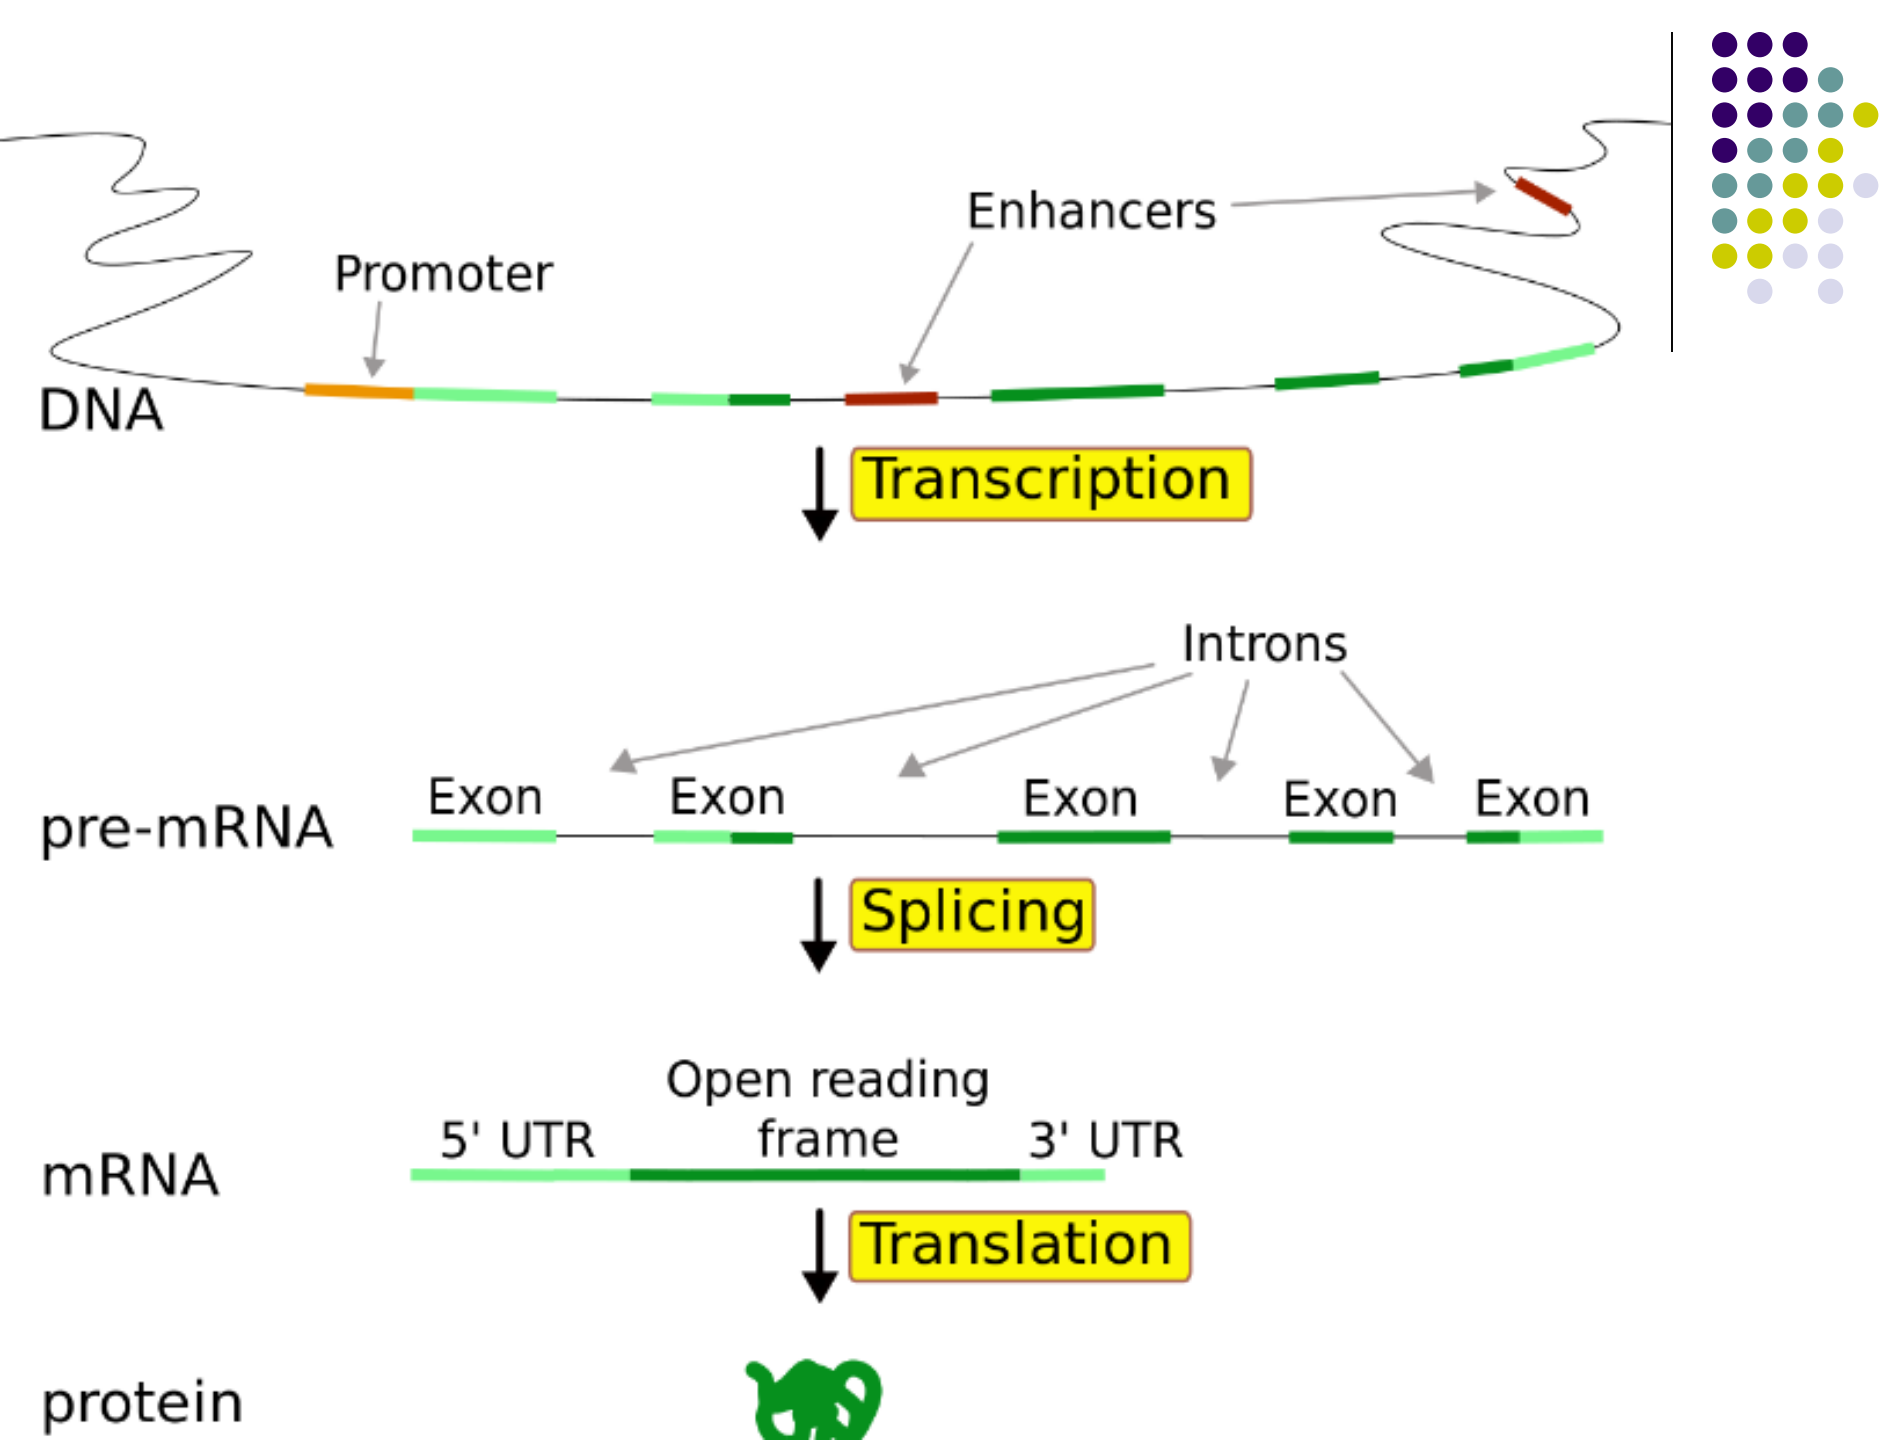 Enhancers
Promoter
DNA
Transcription
Introns
Exon Exon Exon Exon Exon
pre-mRNA
Splicing
Open reading
5' UTR frame 3' UTR
mRNA
Translation
protein